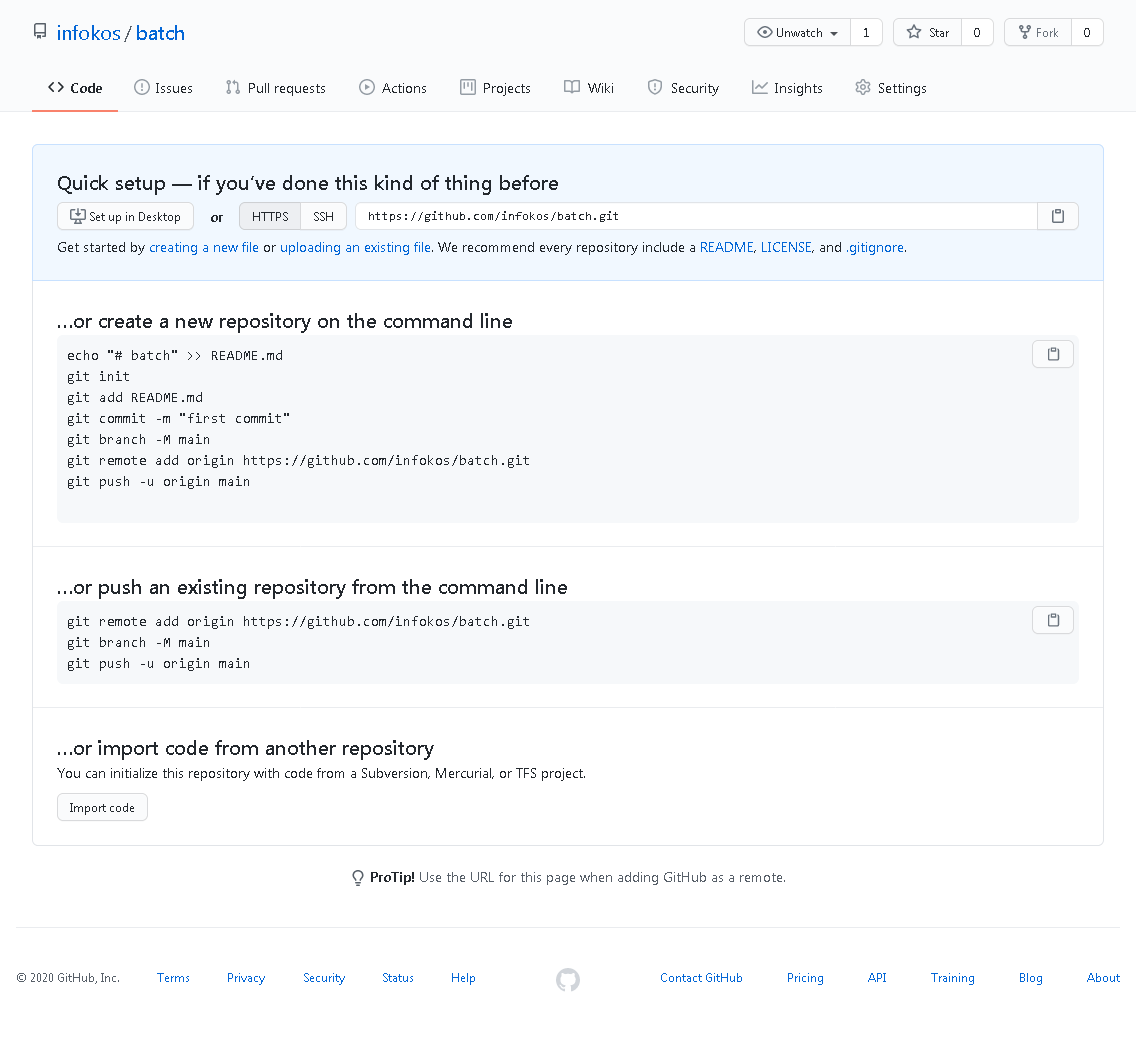 infokos / batch
Unwatch 1 Star 0 Fork 0
Code Issues Pull requests Actions Projects Wiki Security Insights Settings
Quick setup — if you’ve done this kind of thing before
Set up in Desktop or HTTPS SSH https://github.com/infokos/batch.git
Get started by creating a new file or uploading an existing file. We recommend every repository include a README, LICENSE, and .gitignore.
…or create a new repository on the command line
echo "# batch" >> README.md
git init
git add README.md
git commit -m "first commit"
git branch -M main
git remote add origin https://github.com/infokos/batch.git
git push -u origin main
…or push an existing repository from the command line
git remote add origin https://github.com/infokos/batch.git
git branch -M main
git push -u origin main
…or import code from another repository
You can initialize this repository with code from a Subversion, Mercurial, or TFS project.
Import code
ProTip! Use the URL for this page when adding GitHub as a remote.
© 2020 GitHub, Inc. Terms Privacy Security Status Help Contact GitHub Pricing API Training Blog About